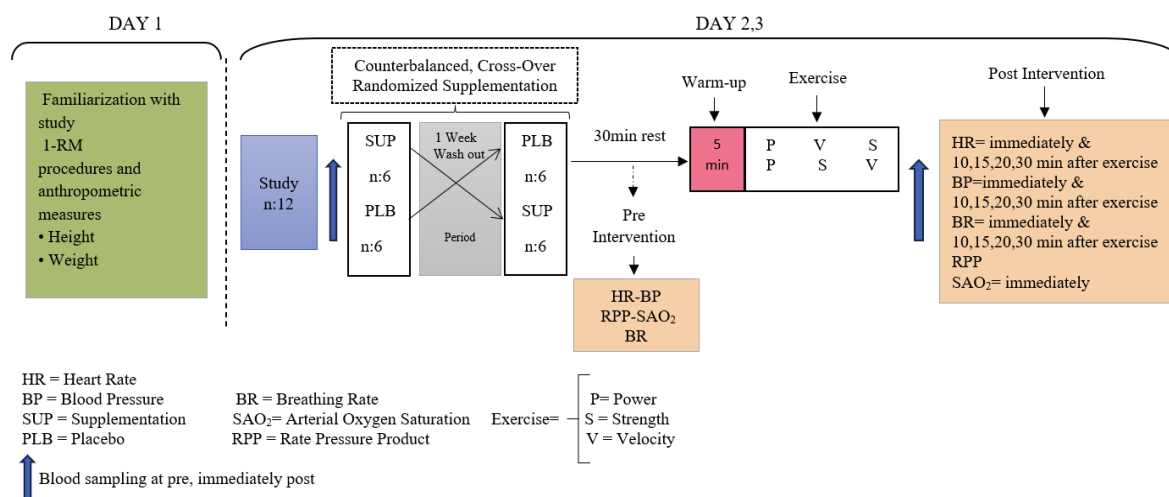 DAY 1
DAY 2,3
Familiarization with
study
1-RM
procedures and
anthropometric
measures
• Height
• Weight
Study
n:12
Counterbalanced, Cross-Over
Randomized Supplementation
SUP
n:6
PLB
n:6
1 Week
Wash out
Period
PLB
n:6
SUP
n:6
30min rest
Pre
Intervention
HR-BP
RPP-SAO₂
BR
Warm-up
Exercise
5
min
P V S
P S V
Post Intervention
HR= immediately &
10,15,20,30 min after exercise
BP=immediately &
10,15,20,30 min after exercise
BR= immediately &
10,15,20,30 min after exercise
RPP
SAO₂= immediately
HR = Heart Rate
BP = Blood Pressure
SUP = Supplementation
PLB = Placebo
BR = Breathing Rate
SAO₂= Arterial Oxygen Saturation
RPP = Rate Pressure Product
Exercise=
P= Power
S = Strength
V = Velocity
Blood sampling at pre, immediately post